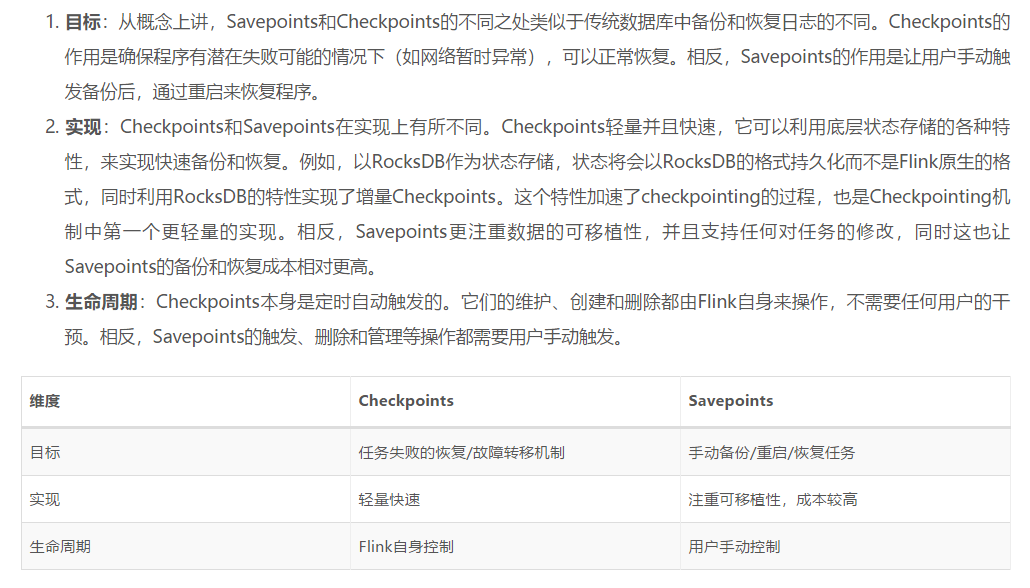 1. 目标：从概念上讲，Savepoints和Checkpoints的不同之处类似于传统数据库中备份和恢复日志的不同。Checkpoints的
作用是确保程序有潜在失败可能的情况下（如网络暂时异常），可以正常恢复。相反，Savepoints的作用是让用户手动触
发备份后，通过重启来恢复程序。
2. 实现：Checkpoints和Savepoints在实现上有所不同。Checkpoints轻量并且快速，它可以利用底层状态存储的各种特
性，来实现快速备份和恢复。例如，以RocksDB作为状态存储，状态将会以RocksDB的格式持久化而不是Flink原生的格
式，同时利用RocksDB的特性实现了增量Checkpoints。这个特性加速了checkpointing的过程，也是Checkpointing机
制中第一个更轻量的实现。相反，Savepoints更注重数据的可移植性，并且支持任何对任务的修改，同时这也让
Savepoints的备份和恢复成本相对更高。
3. 生命周期：Checkpoints本身是定时自动触发的。它们的维护、创建和删除都由Flink自身来操作，不需要任何用户的干
预。相反，Savepoints的触发、删除和管理等操作都需要用户手动触发。
维度 Checkpoints Savepoints
目标 任务失败的恢复/故障转移机制 手动备份/重启/恢复任务
实现 轻量快速 注重可移植性，成本较高
生命周期 Flink自身控制 用户手动控制